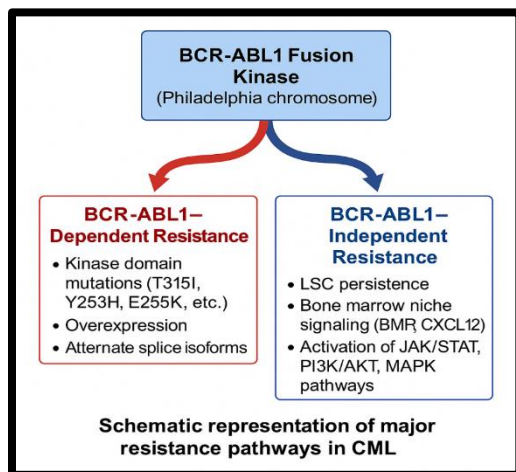 BCR-ABL1 Fusion
Kinase
(Philadelphia chromosome)
BCR-ABL1–
Dependent Resistance
• Kinase domain
mutations (T315I,
Y253H, E255K, etc.)
• Overexpression
• Alternate splice isoforms
BCR-ABL1–
Independent
Resistance
• LSC persistence
• Bone marrow niche
signaling (BMP, CXCL12)
• Activation of JAK/STAT,
PI3K/AKT, MAPK
pathways
Schematic representation of major
resistance pathways in CML